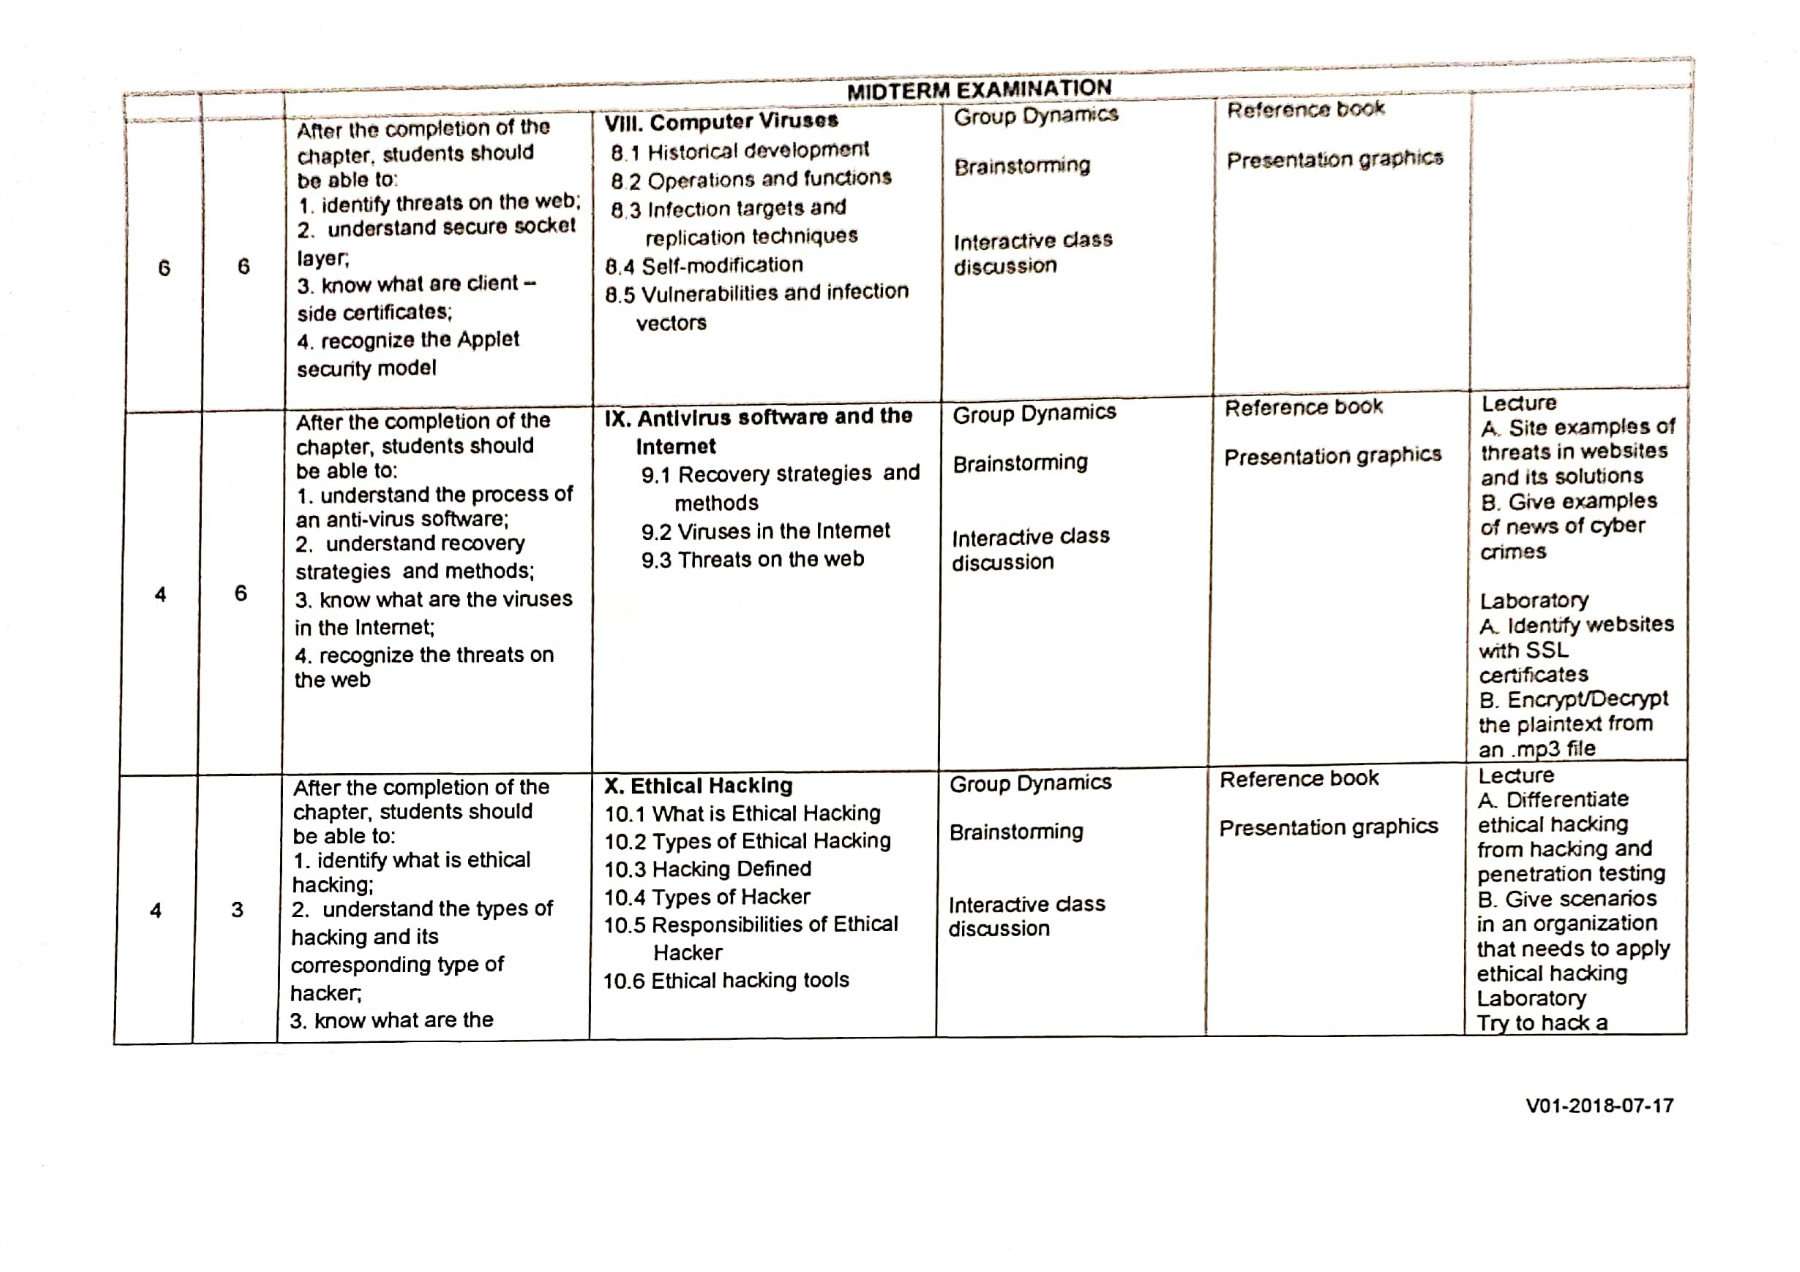 MIDTERM EXAMINATION
6
6
After the completion of the
chapter, students should
be able to:
1. identify threats on the web;
2. understand secure socket
layer;
3. know what are client –
side certificates;
4. recognize the Applet
security model
VIII. Computer Viruses
8.1 Historical development
8.2 Operations and functions
8.3 Infection targets and
replication techniques
8.4 Self-modification
8.5 Vulnerabilities and infection
vectors
Group Dynamics
Brainstorming
Interactive class
discussion
Reference book
Presentation graphics
4
6
After the completion of the
chapter, students should
be able to:
1. understand the process of
an anti-virus software;
2. understand recovery
strategies and methods;
3. know what are the viruses
in the Internet;
4. recognize the threats on
the web
IX. Antivirus software and the
Internet
9.1 Recovery strategies and
methods
9.2 Viruses in the Internet
9.3 Threats on the web
Group Dynamics
Brainstorming
Interactive class
discussion
Reference book
Presentation graphics
Lecture
A. Site examples of
threats in websites
and its solutions
B. Give examples
of news of cyber
crimes
Laboratory
A. Identify websites
with SSL
certificates
B. Encrypt/Decrypt
the plaintext from
an .mp3 file
4
3
After the completion of the
chapter, students should
be able to:
1. identify what is ethical
hacking;
2. understand the types of
hacking and its
corresponding type of
hacker;
3. know what are the
X. Ethical Hacking
10.1 What is Ethical Hacking
10.2 Types of Ethical Hacking
10.3 Hacking Defined
10.4 Types of Hacker
10.5 Responsibilities of Ethical
Hacker
10.6 Ethical hacking tools
Group Dynamics
Brainstorming
Interactive class
discussion
Reference book
Presentation graphics
Lecture
A. Differentiate
ethical hacking
from hacking and
penetration testing
B. Give scenarios
in an organization
that needs to apply
ethical hacking
Laboratory
Try to hack a
V01-2018-07-17